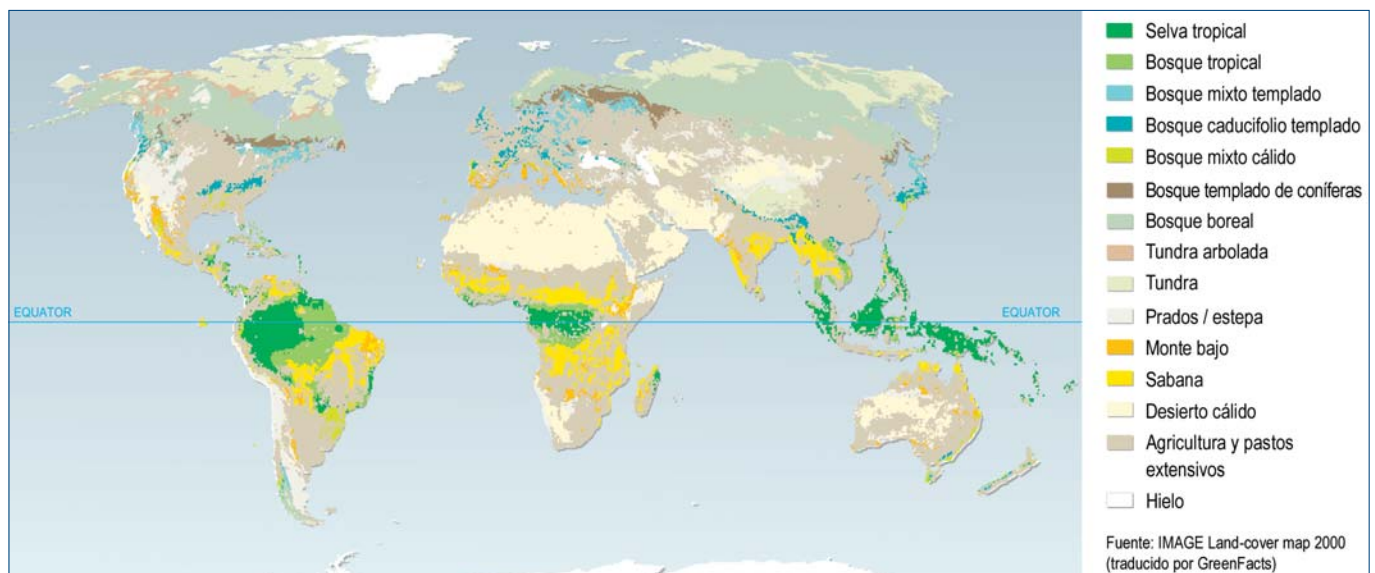 Selva tropical
Bosque tropical
Bosque mixto templado
Bosque caducifolio templado
Bosque mixto cálido
Bosque templado de coníferas
Bosque boreal
Tundra arbolada
Tundra
Prados / estepa
Monte bajo
Sabana
Desierto cálido
Agricultura y pastos
extensivos
Hielo
Fuente: IMAGE Land-cover map 2000
(traducido por GreenFacts)
EQUATOR
EQUATOR